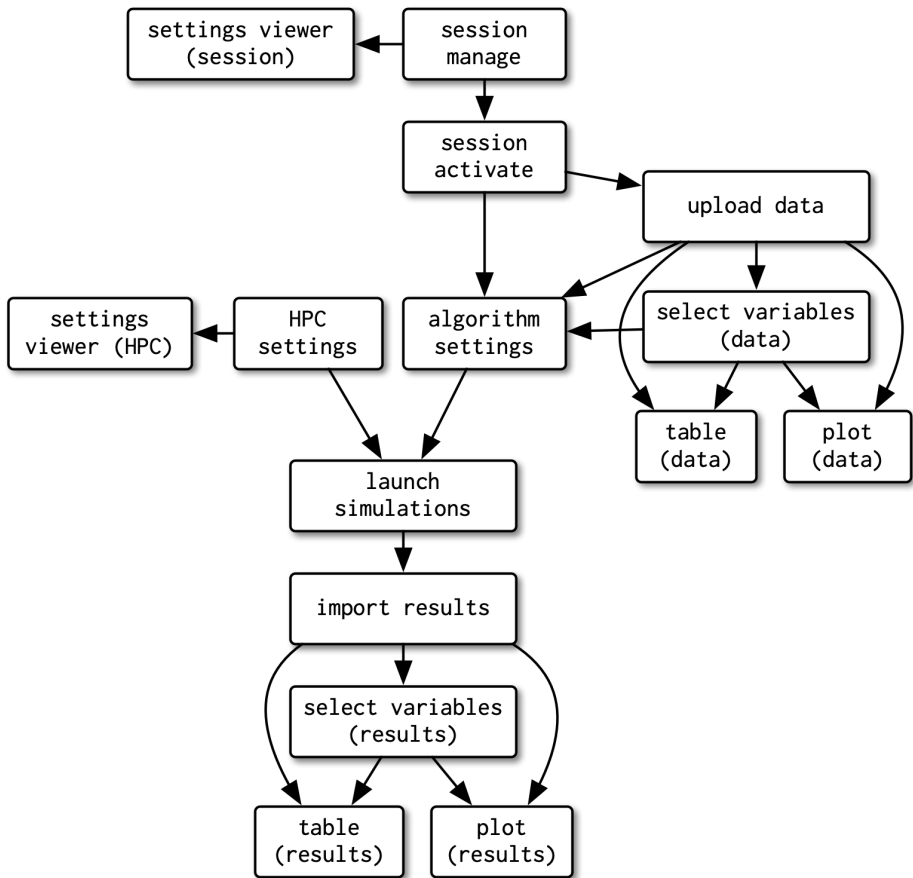 settings viewer
(session)
session
manage
session
activate
upload data
settings
viewer (HPC)
HPC
settings
algorithm
settings
select variables
(data)
table
(data)
plot
(data)
launch
simulations
import results
select variables
(results)
table
(results)
plot
(results)